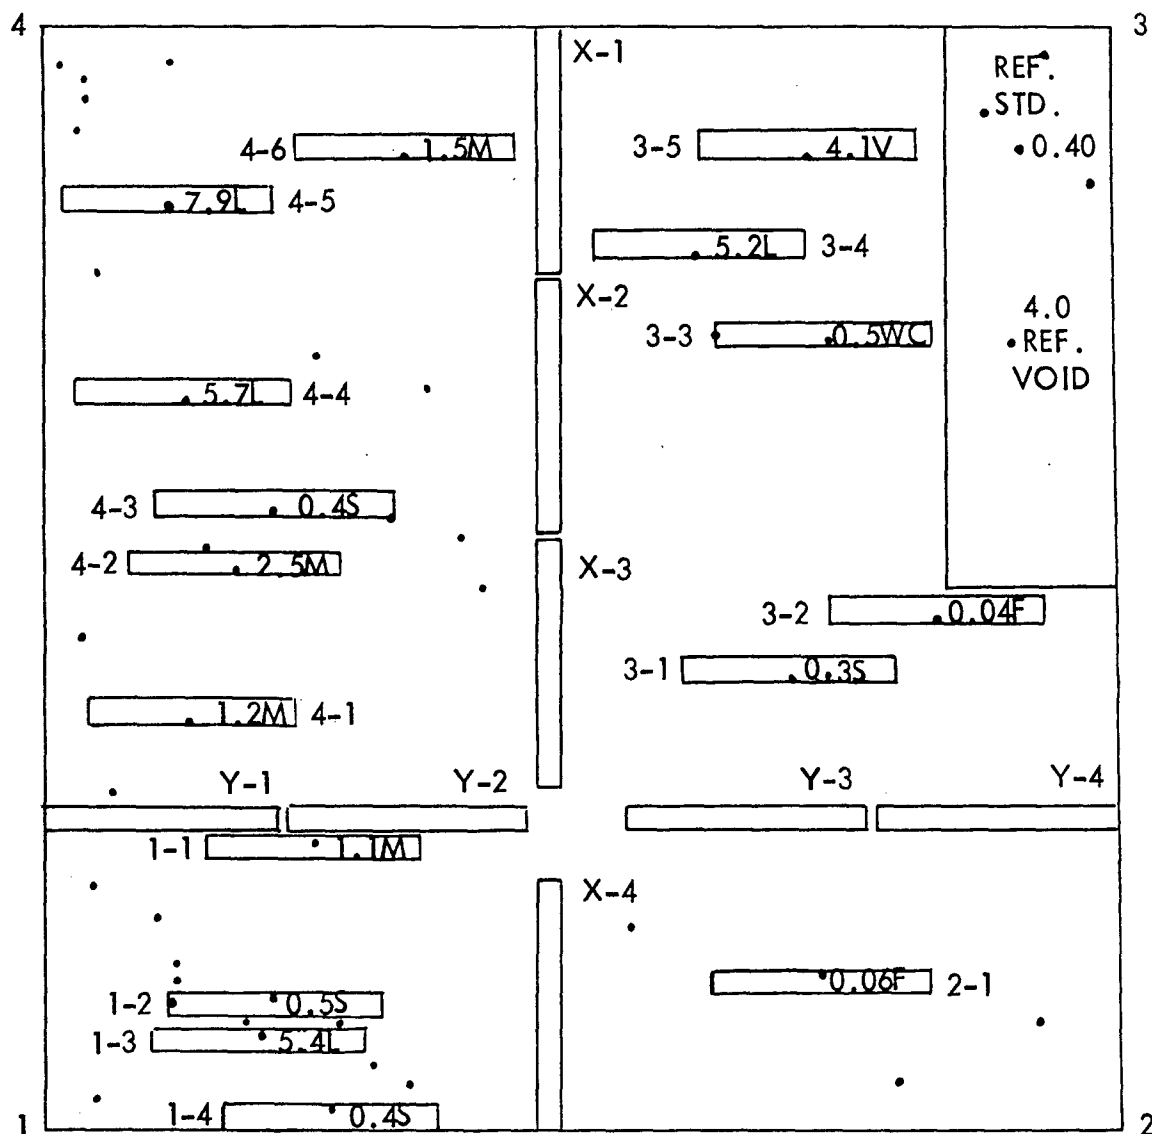 4
3
X-1
REF.
STD.
0.40
4-6 1.5M
3-5 4.1V
7.9L 4-5
5.2L 3-4
X-2
4.0
REF.
VOID
3-3 0.5WC
5.7L 4-4
4-3 0.4S
4-2 2.5M
X-3
3-2 0.04F
3-1 0.3S
1.2M 4-1
Y-1
Y-2
Y-3
Y-4
1-1 1.1M
X-4
0.06F 2-1
1-2 0.5S
1-3 5.4L
1-4 0.4S
1
2